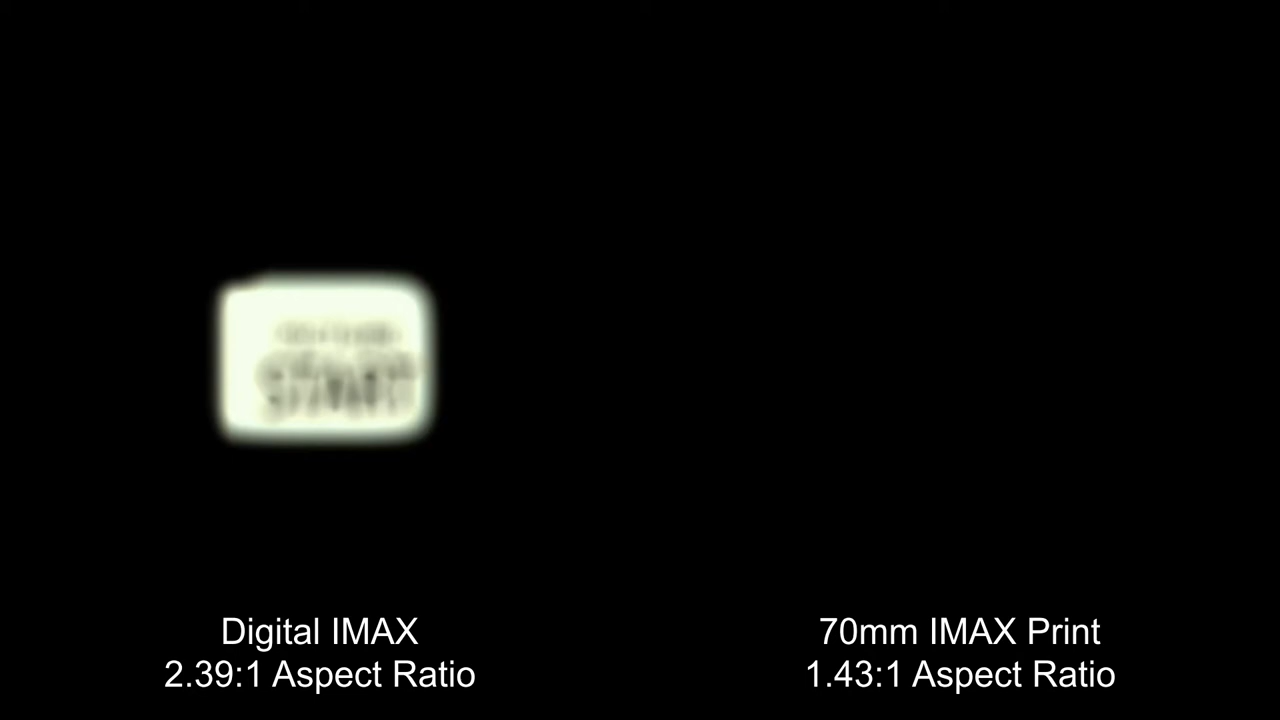 Digital IMAX
2.39:1 Aspect Ratio
70mm IMAX Print
1.43:1 Aspect Ratio